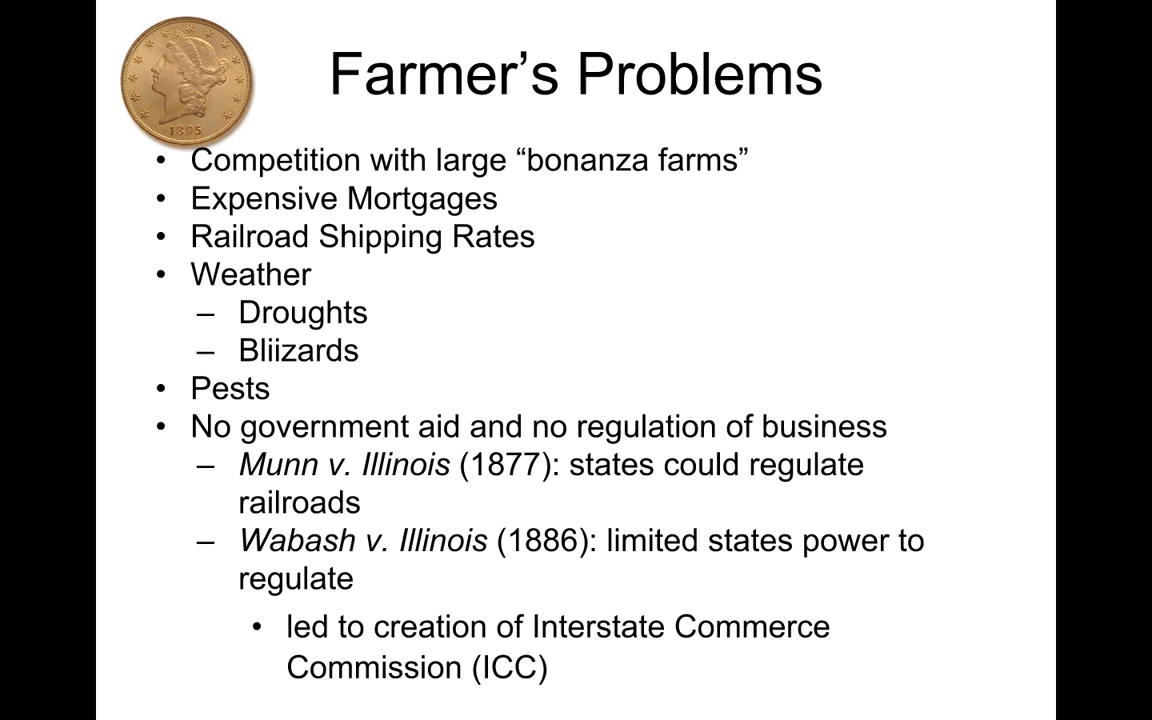 Farmer’s Problems
1895
• Competition with large “bonanza farms”
• Expensive Mortgages
• Railroad Shipping Rates
• Weather
– Droughts
– Bliizards
• Pests
• No government aid and no regulation of business
– Munn v. Illinois (1877): states could regulate
railroads
– Wabash v. Illinois (1886): limited states power to
regulate
• led to creation of Interstate Commerce
Commission (ICC)